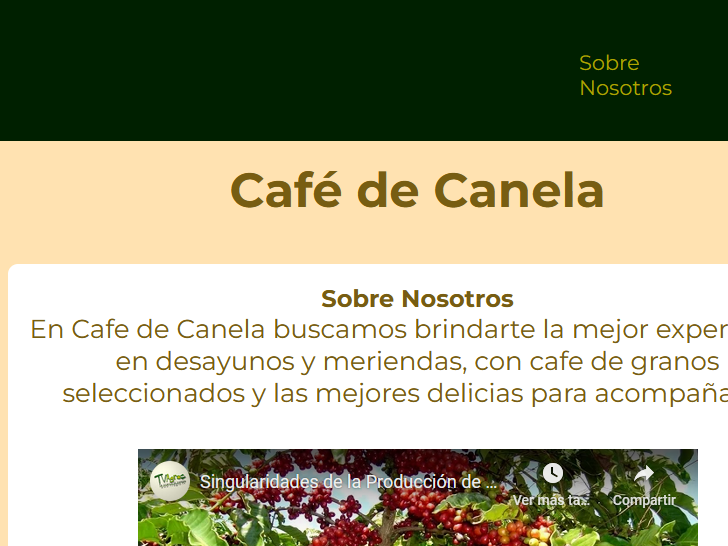 Sobre
Nosotros
Café de Canela
Sobre Nosotros
En Cafe de Canela buscamos brindarte la mejor exper
en desayunos y meriendas, con cafe de granos
seleccionados y las mejores delicias para acompaña
TvAgro
Singularidades de la Producción de ...
Ver más ta...
Compartir